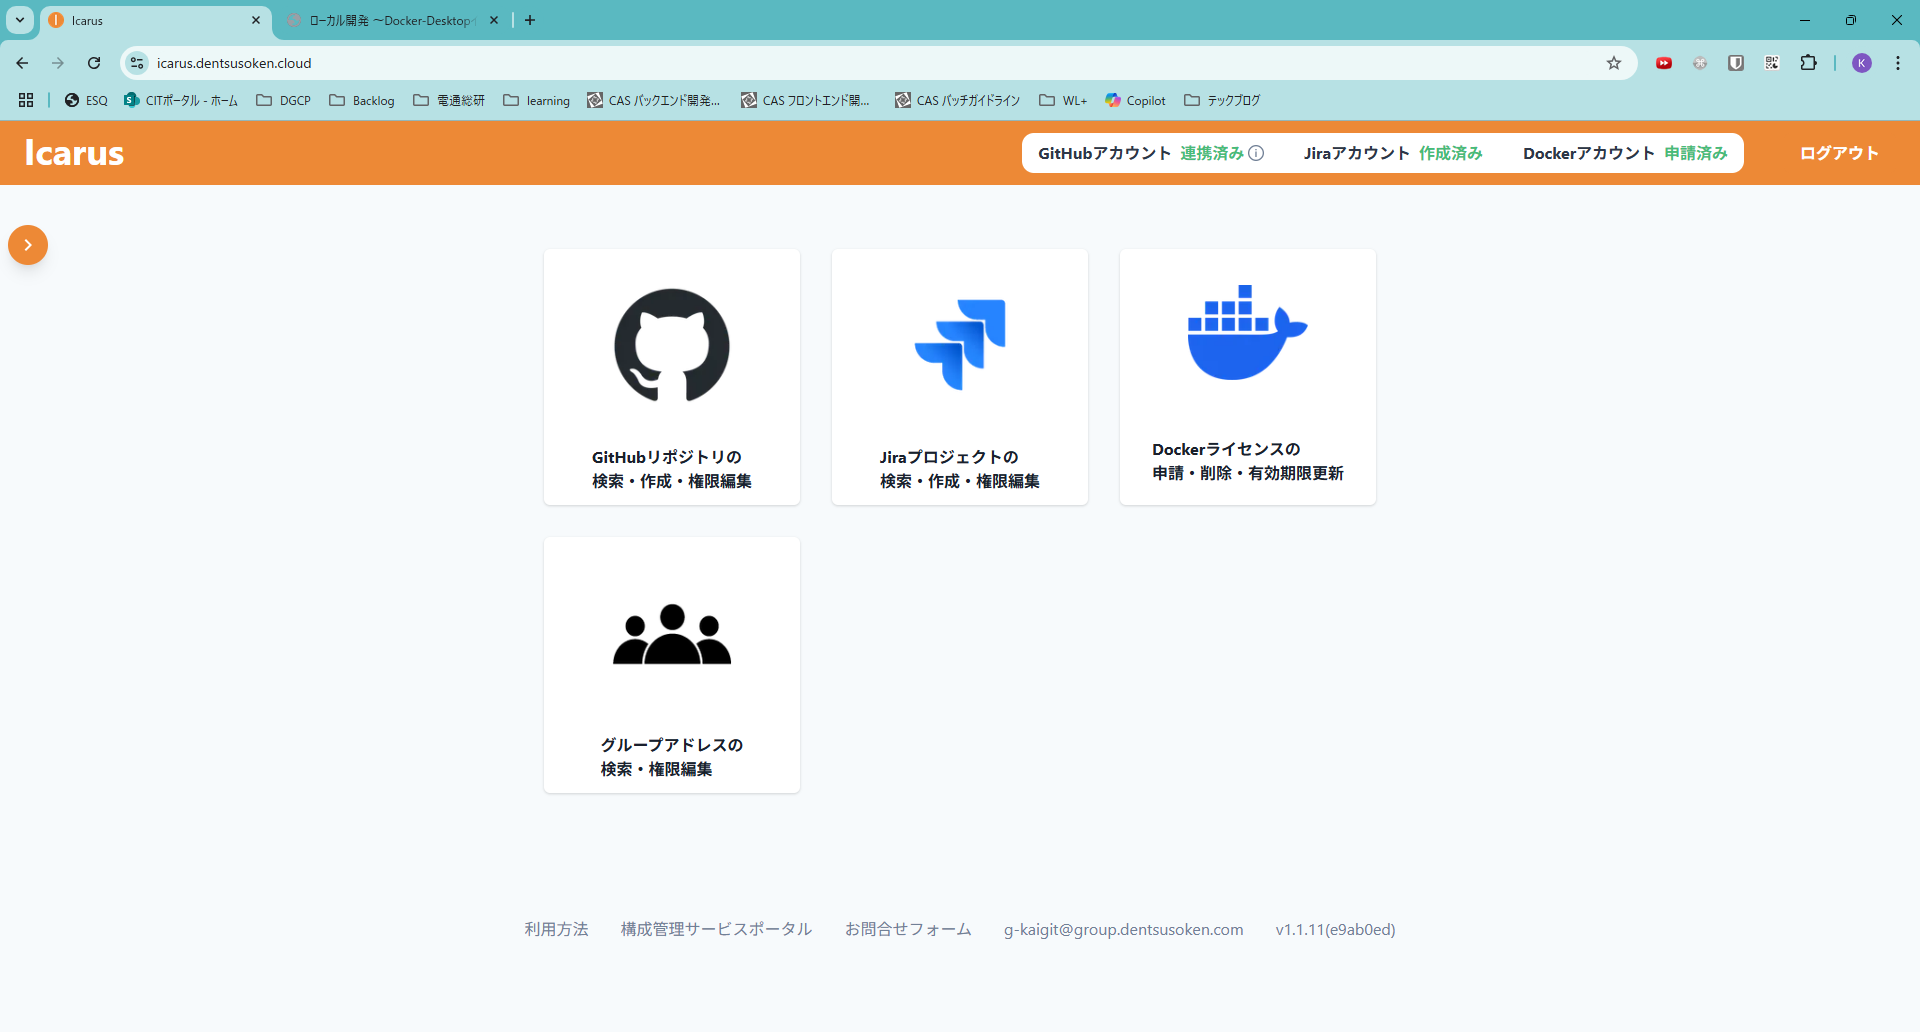 Icarus
ローカル開発 ～Docker-Desktop
icarus.dentsusoken.cloud
K
ESQ
CITポータル - ホーム
DGCP
Backlog
電通総研
learning
CAS バックエンド開発...
CAS フロントエンド開...
CAS バッチガイドライン
WL+
Copilot
テックブログ
Icarus
GitHubアカウント 連携済み
Jiraアカウント 作成済み
Dockerアカウント 申請済み
ログアウト
GitHubリポジトリの
検索・作成・権限編集
Jiraプロジェクトの
検索・作成・権限編集
Dockerライセンスの
申請・削除・有効期限更新
グループアドレスの
検索・権限編集
利用方法
構成管理サービスポータル
お問合せフォーム
g-kaigit@group.dentsusoken.com
v1.1.11(e9ab0ed)